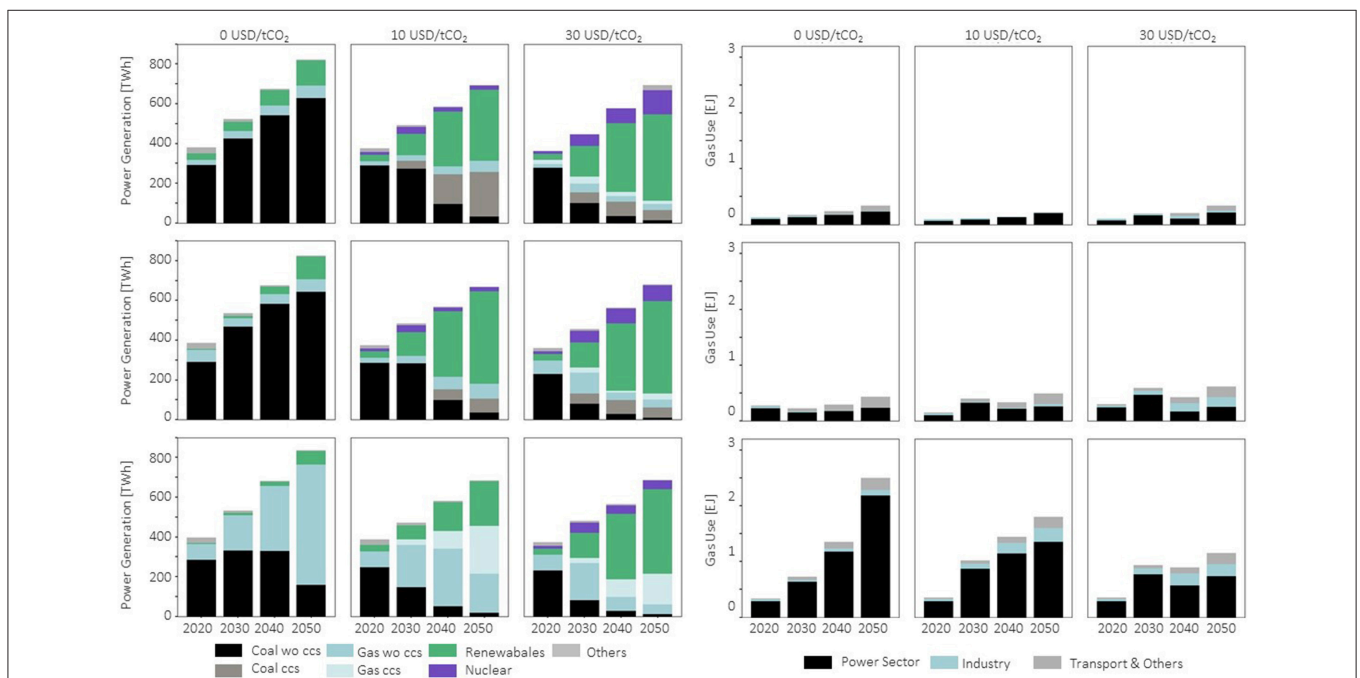 0 USD/tCO₂ 10 USD/tCO₂ 30 USD/tCO₂ 0 USD/tCO₂ 10 USD/tCO₂ 30 USD/tCO₂
Power Generation [TWh]
800
600
400
200
0
Gas Use [EJ]
3
2
1
0
Power Generation [TWh]
800
600
400
200
0
Gas Use [EJ]
3
2
1
0
Power Generation [TWh]
800
600
400
200
0
Gas Use [EJ]
3
2
1
0
2020 2030 2040 2050 2020 2030 2040 2050 2020 2030 2040 2050 2020 2030 2040 2050 2020 2030 2040 2050 2020 2030 2040 2050
Coal wo ccs Gas wo ccs Renewabales Others
Coal ccs Gas ccs Nuclear
Power Sector Industry Transport & Others